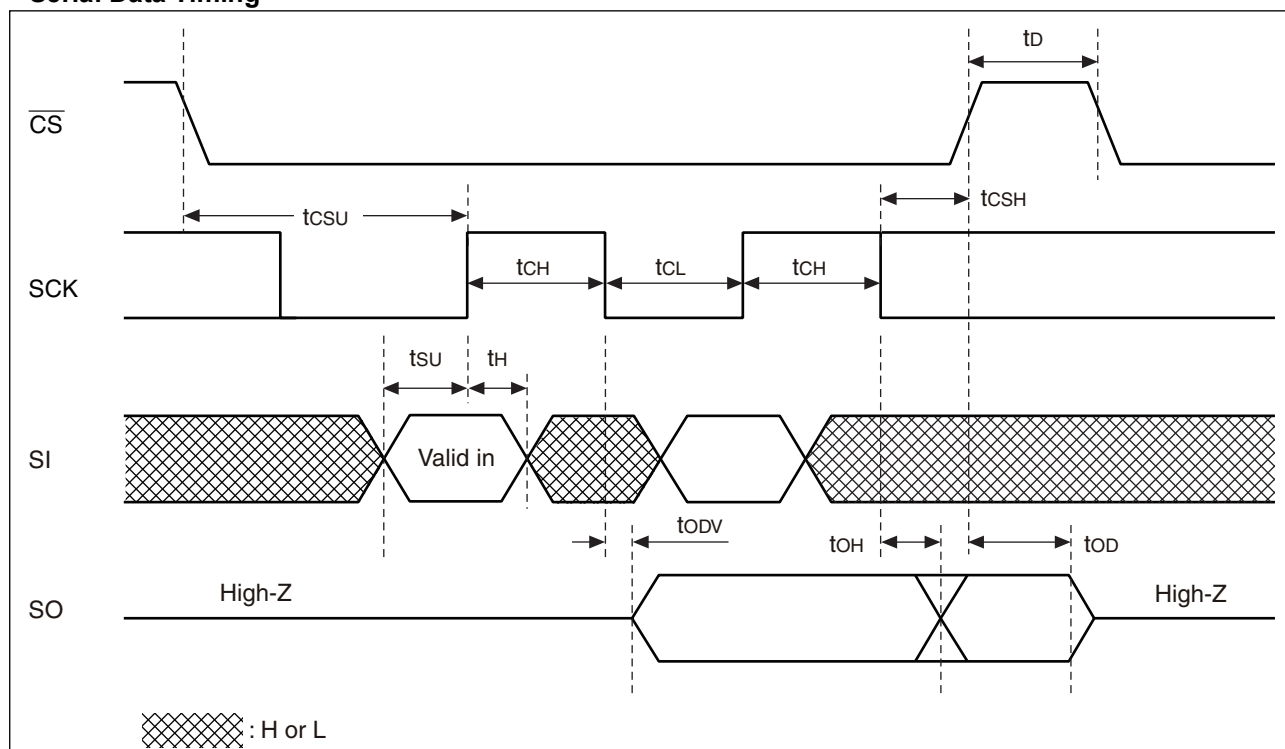 Serial Data Timing
tD
CS
tCSU
tCSH
SCK
tCH
tCL
tCH
tSU
tH
SI
Valid in
tODV
tOH
tOD
SO
High-Z
High-Z
: H or L